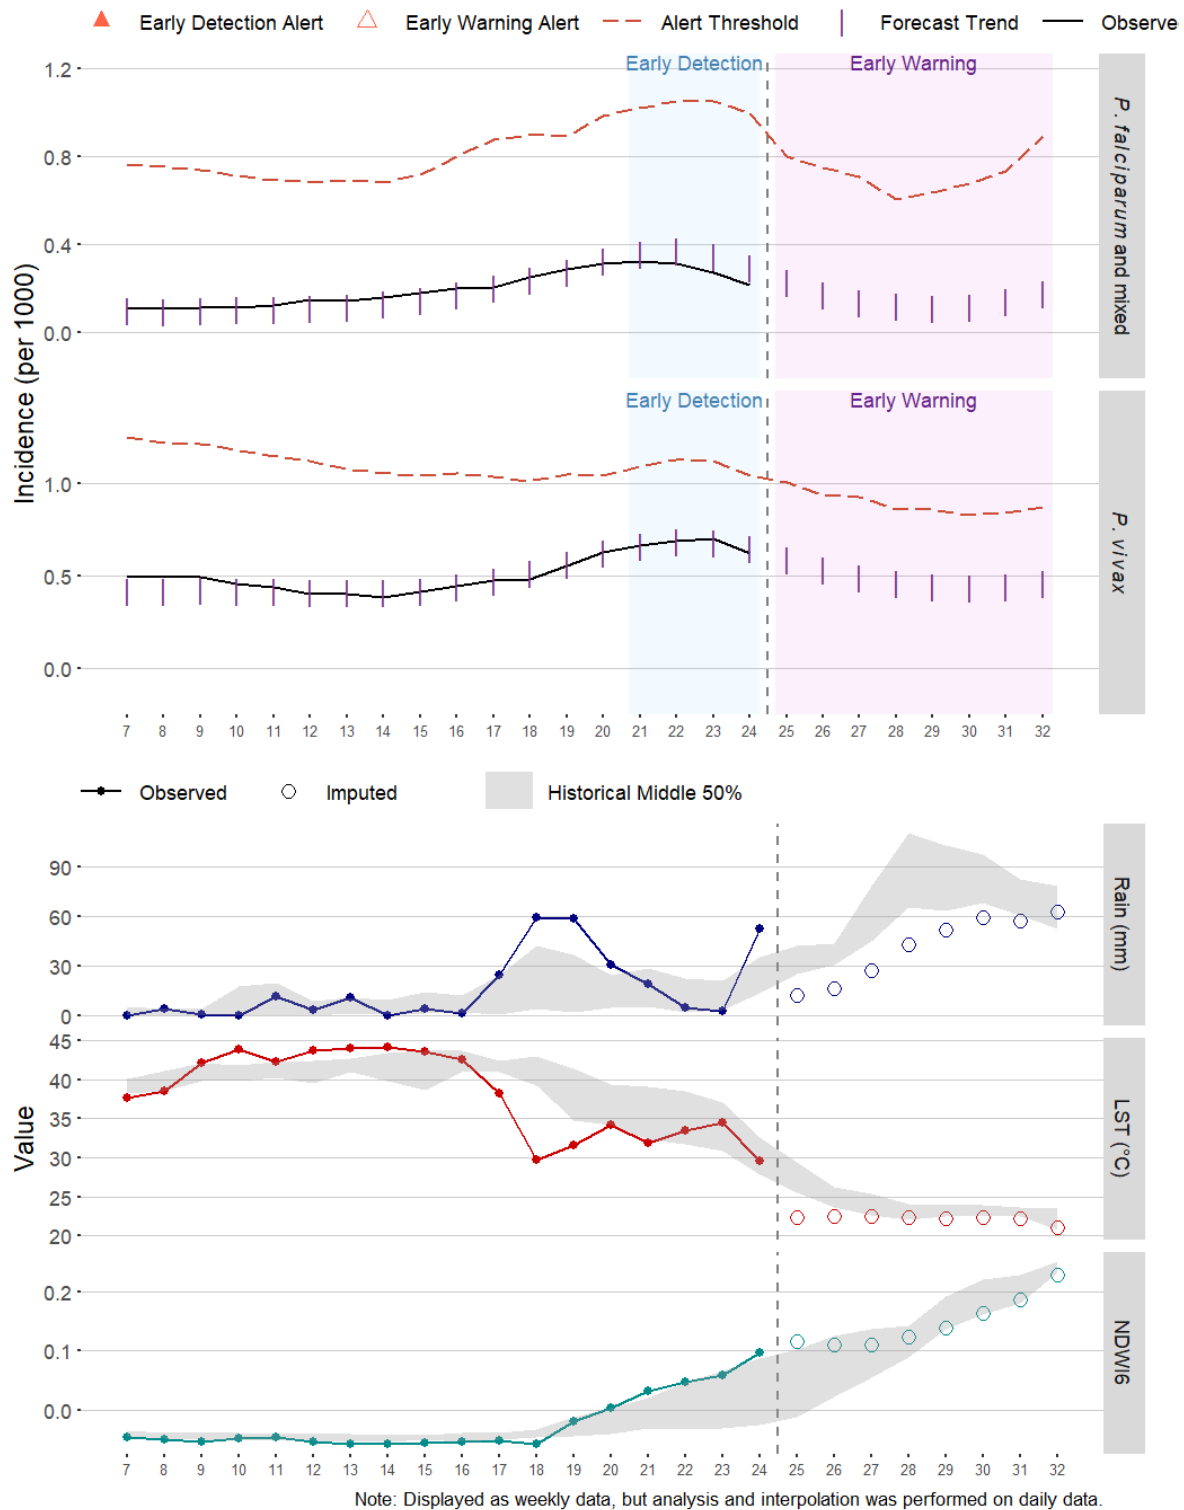 Early Detection Alert Early Warning Alert Alert Threshold Forecast Trend Observe
Early Detection Early Warning
1.2
0.8
0.4
0.0
P. falciparum and mixed
Early Detection Early Warning
1.0
0.5
0.0
P. vivax
Incidence (per 1000)
7 8 9 10 11 12 13 14 15 16 17 18 19 20 21 22 23 24 25 26 27 28 29 30 31 32
Observed Imputed Historical Middle 50%
90
60
30
0
Rain (mm)
45
40
35
30
25
20
LST (°C)
0.2
0.1
0.0
NDWI6
Value
7 8 9 10 11 12 13 14 15 16 17 18 19 20 21 22 23 24 25 26 27 28 29 30 31 32
Note: Displayed as weekly data, but analysis and interpolation was performed on daily data.